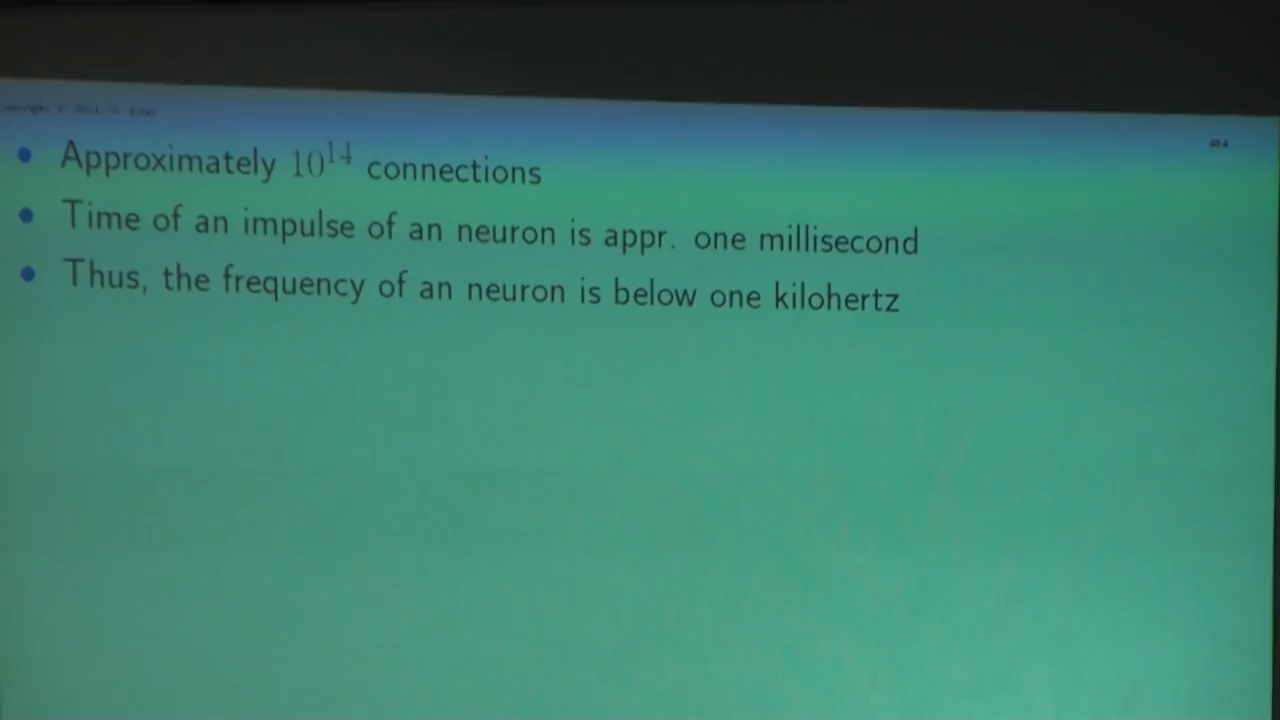 Approximately 10^14 connections
Time of an impulse of an neuron is appr. one millisecond
Thus, the frequency of an neuron is below one kilohertz